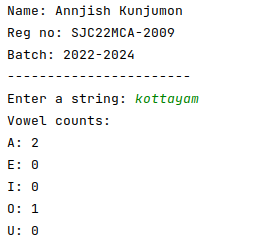 Name: Annjish Kunjumon
Reg no: SJC22MCA-2009
Batch: 2022-2024
-----------------------
Enter a string: kottayam
Vowel counts:
A: 2
E: 0
I: 0
O: 1
U: 0